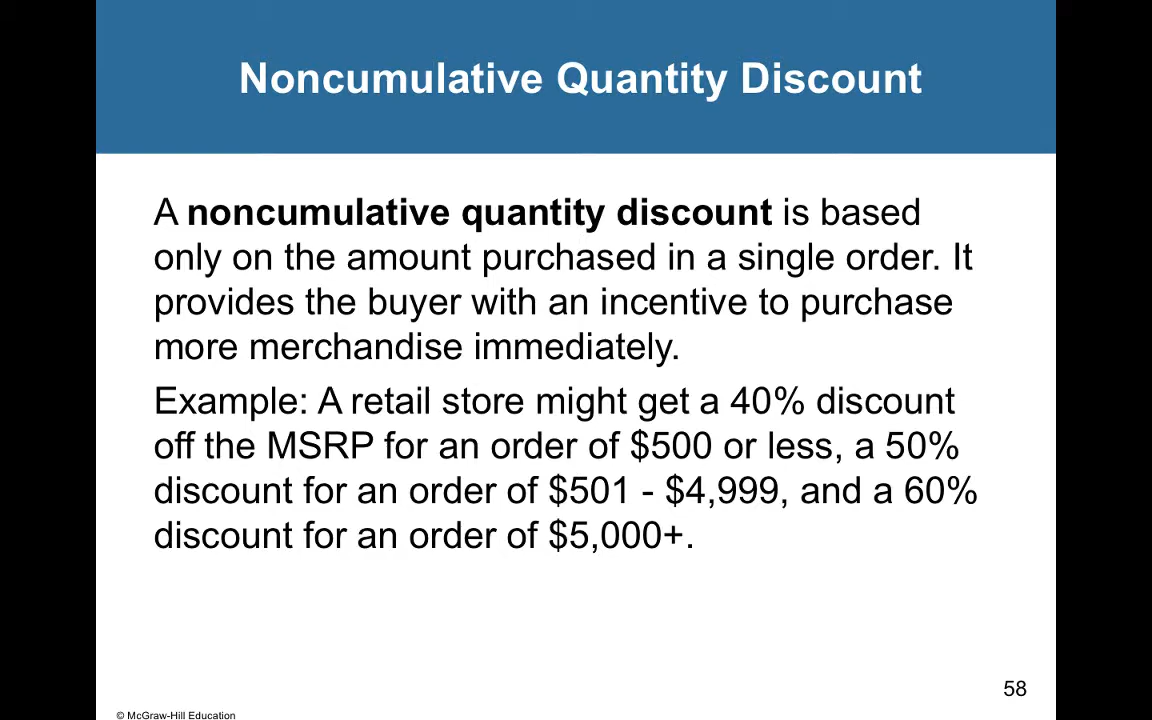 Noncumulative Quantity Discount
A noncumulative quantity discount is based
only on the amount purchased in a single order. It
provides the buyer with an incentive to purchase
more merchandise immediately.
Example: A retail store might get a 40% discount
off the MSRP for an order of $500 or less, a 50%
discount for an order of $501 - $4,999, and a 60%
discount for an order of $5,000+.
58
© McGraw-Hill Education